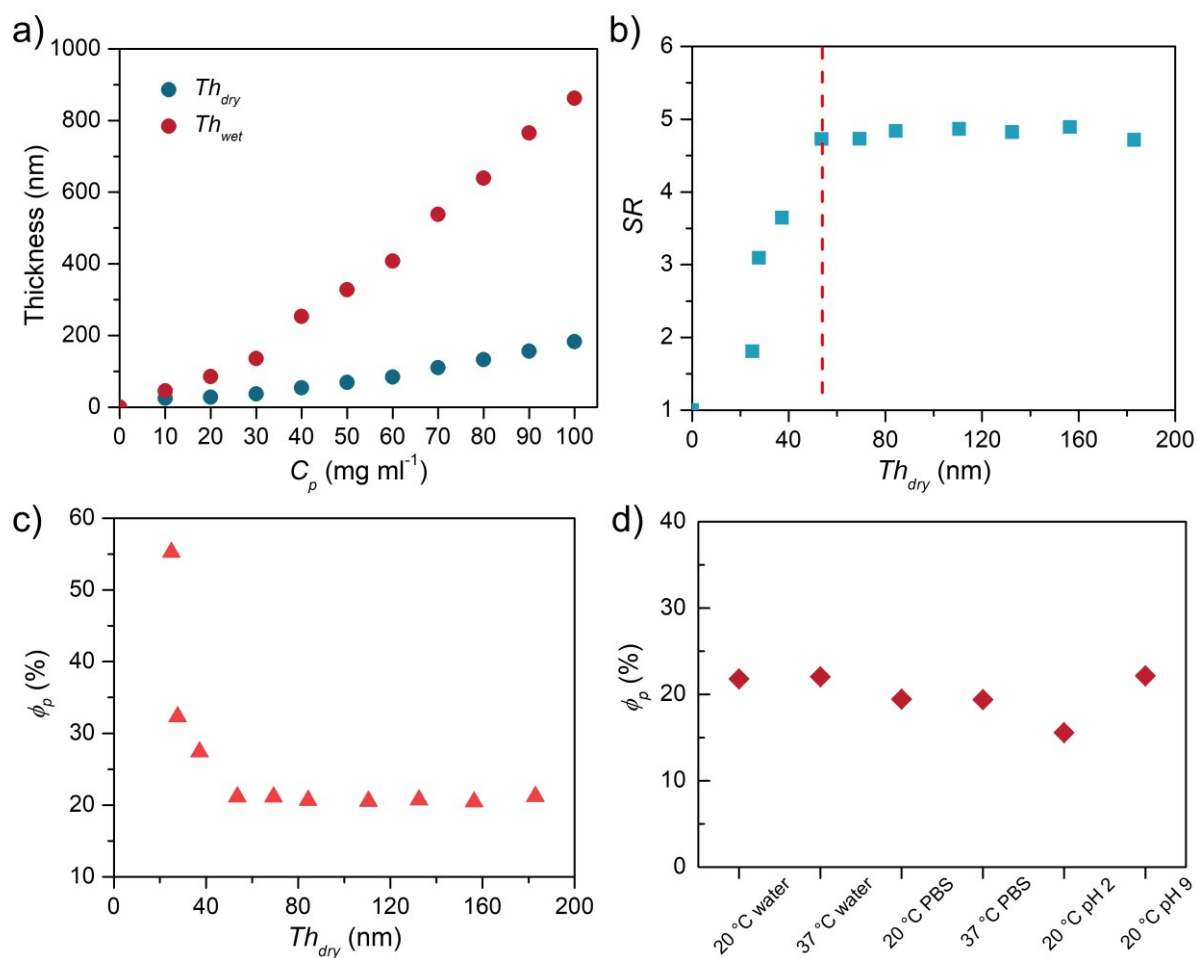 a)
1000
800
600
400
200
0
Thickness (nm)
Th_dry
Th_wet
0 10 20 30 40 50 60 70 80 90 100
C_p (mg ml⁻¹)
b)
6
5
4
3
2
1
SR
0 40 80 120 160 200
Th_dry (nm)
c)
60
50
40
30
20
10
ϕ_p (%)
0 40 80 120 160 200
Th_dry (nm)
d)
40
30
20
10
0
ϕ_p (%)
20 °C water
37 °C water
20 °C PBS
37 °C PBS
20 °C pH 2
20 °C pH 9